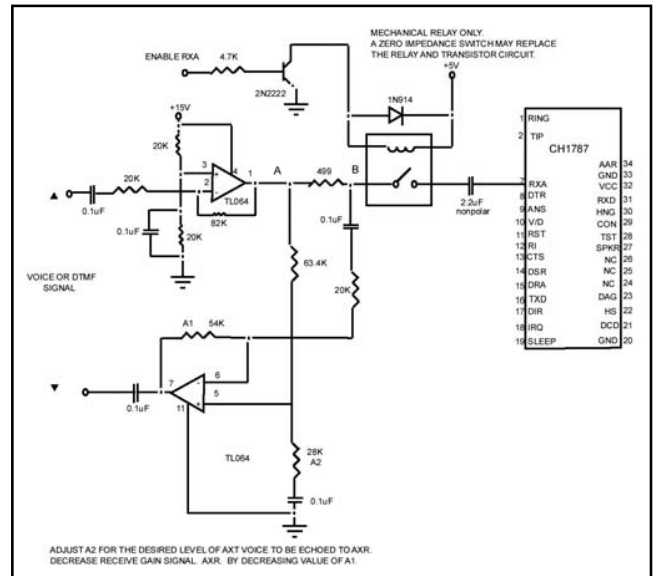 MECHANICAL RELAY ONLY.
A ZERO IMPEDANCE SWITCH MAY REPLACE
THE RELAY AND TRANSISTOR CIRCUIT.
+5V
ENABLE RXA
4.7K
2N2222
1N914
+15V
20K
3
4
1
2
TL064
20K
0.1uF
82K
0.1uF
20K
A
499
B
0.1uF
2.2uF
nonpolar
63.4K
20K
VOICE OR DTMF
SIGNAL
A1
54K
7
6
5
11
0.1uF
TL064
28K
A2
0.1uF
CH1787
1 RING
2 TIP
7 RXA
8 DTR
9 ANS
10 V/D
11 RST
12 RI
13 CTS
14 DSR
15 DRA
16 TXD
17 DIR
18 IRQ
19 SLEEP
AAR 34
GND 33
VCC 32
RXD 31
HNG 30
CON 29
TST 28
SPKR 27
NC 26
NC 25
NC 24
DAG 23
HS 22
DCD 21
GND 20
ADJUST A2 FOR THE DESIRED LEVEL OF AXT VOICE TO BE ECHOED TO AXR.
DECREASE RECEIVE GAIN SIGNAL. AXR. BY DECREASING VALUE OF A1.